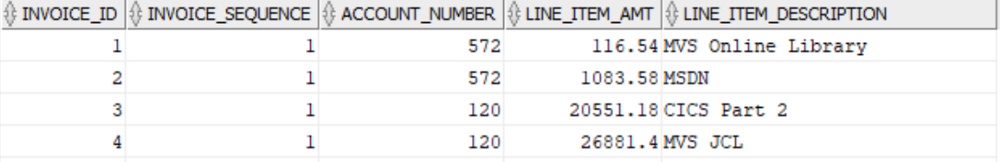 INVOICE_ID INVOICE_SEQUENCE ACCOUNT_NUMBER LINE_ITEM_AMT LINE_ITEM_DESCRIPTION
1 1 572 116.54 MVS Online Library
2 1 572 1083.58 MSDN
3 1 120 20551.18 CICS Part 2
4 1 120 26881.4 MVS JCL